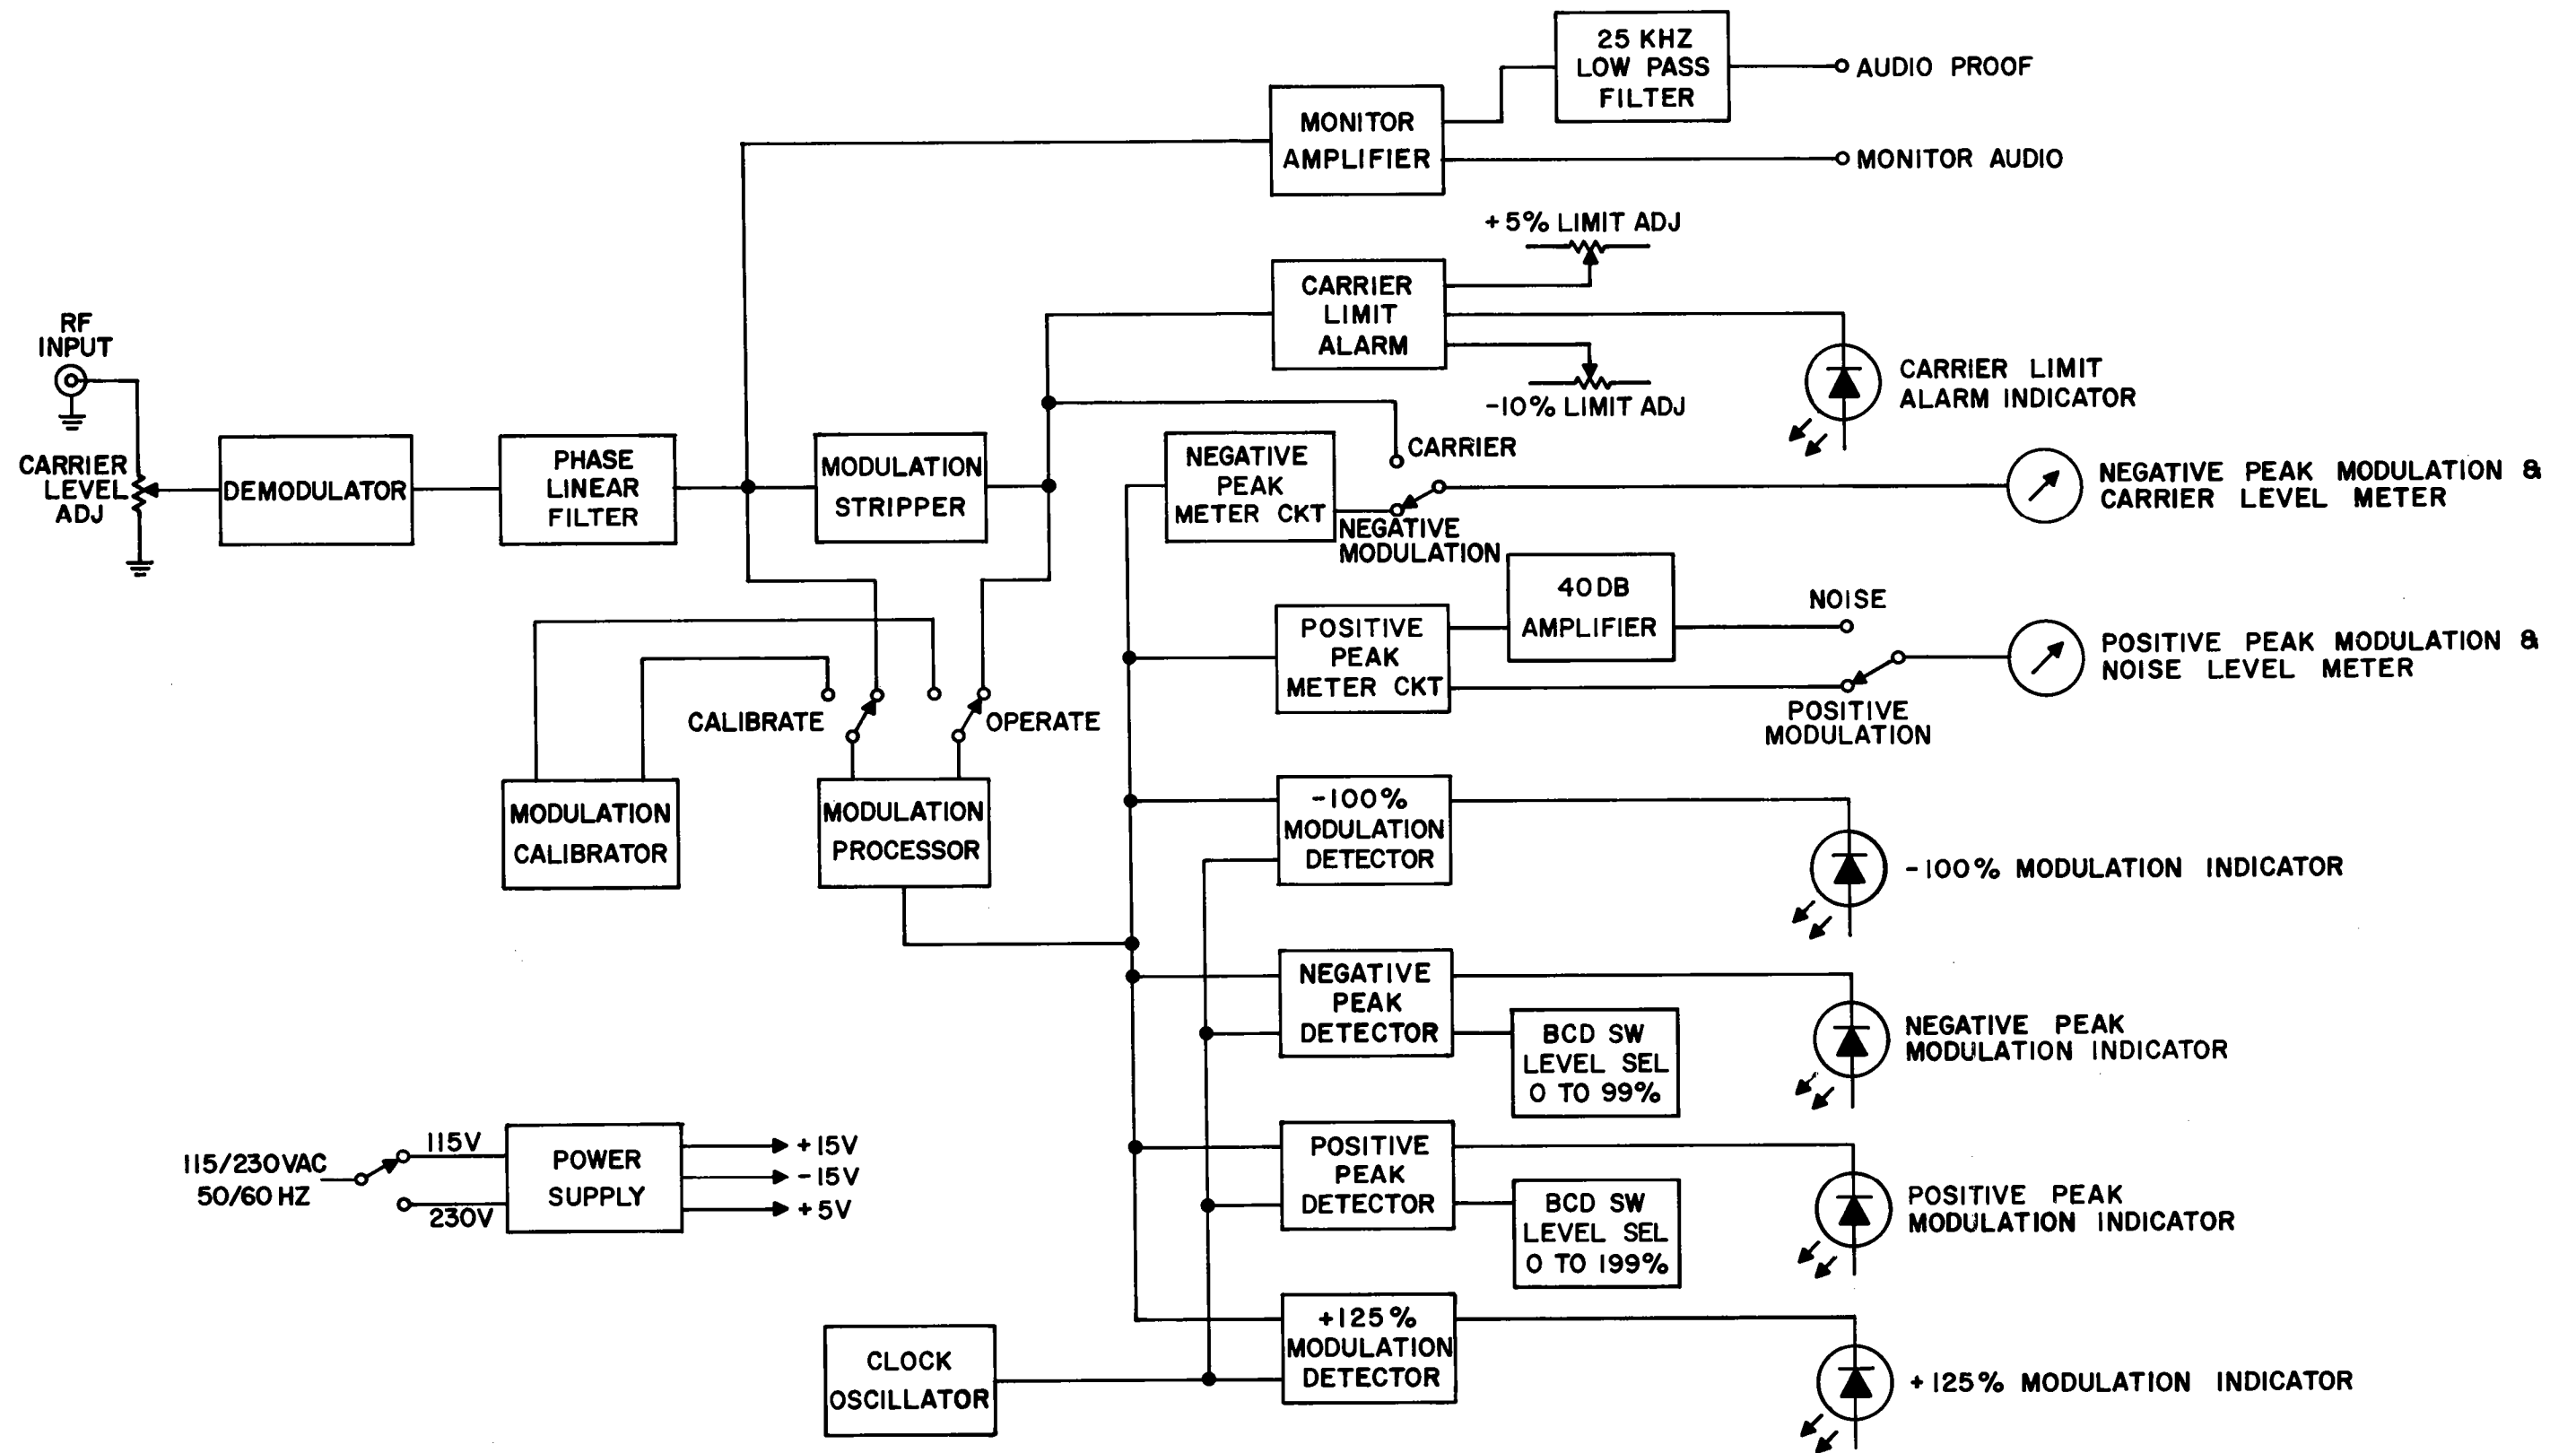 25 KHZ
LOW PASS
FILTER
AUDIO PROOF
MONITOR
AMPLIFIER
MONITOR AUDIO
+5% LIMIT ADJ
CARRIER
LIMIT
ALARM
-10% LIMIT ADJ
CARRIER LIMIT
ALARM INDICATOR
RF
INPUT
CARRIER
LEVEL
ADJ
DEMODULATOR
PHASE
LINEAR
FILTER
MODULATION
STRIPPER
NEGATIVE
PEAK
METER CKT
CARRIER
NEGATIVE
MODULATION
NEGATIVE PEAK MODULATION &
CARRIER LEVEL METER
40DB
AMPLIFIER
NOISE
POSITIVE
PEAK
METER CKT
POSITIVE
MODULATION
POSITIVE PEAK MODULATION &
NOISE LEVEL METER
CALIBRATE
OPERATE
MODULATION
CALIBRATOR
MODULATION
PROCESSOR
-100%
MODULATION
DETECTOR
-100% MODULATION INDICATOR
NEGATIVE
PEAK
DETECTOR
BCD SW
LEVEL SEL
0 TO 99%
NEGATIVE PEAK
MODULATION INDICATOR
115/230VAC
50/60 HZ
115V
230V
POWER
SUPPLY
+15V
-15V
+5V
POSITIVE
PEAK
DETECTOR
BCD SW
LEVEL SEL
0 TO 199%
POSITIVE PEAK
MODULATION INDICATOR
CLOCK
OSCILLATOR
+125%
MODULATION
DETECTOR
+125% MODULATION INDICATOR